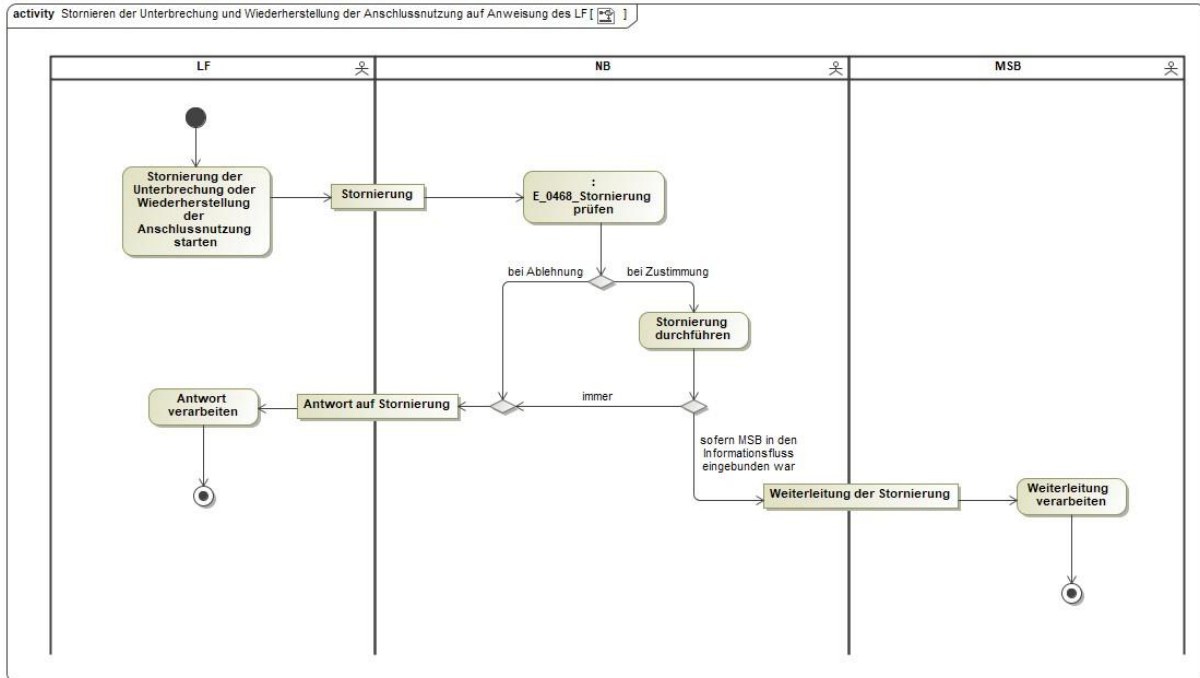 activity Stornieren der Unterbrechung und Wiederherstellung der Anschlussnutzung auf Anweisung des LF [ ]
LF
NB
MSB
Stornierung der
Unterbrechung oder
Wiederherstellung
der
Anschlussnutzung
starten
Stornierung
:
E_0468_Stornierung
prüfen
bei Ablehnung
bei Zustimmung
Stornierung
durchführen
immer
Antwort auf Stornierung
Antwort
verarbeiten
sofern MSB in den
Informationsfluss
eingebunden war
Weiterleitung der Stornierung
Weiterleitung
verarbeiten